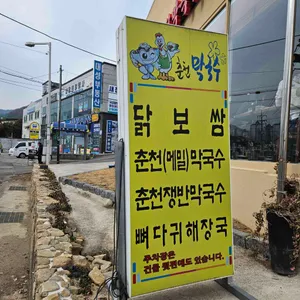 춘천 막국수
닭 보 쌈
춘천(메밀)막국수
춘천쟁반막국수
뼈다귀해장국
주차장은
건물 뒷편에도 있습니다.